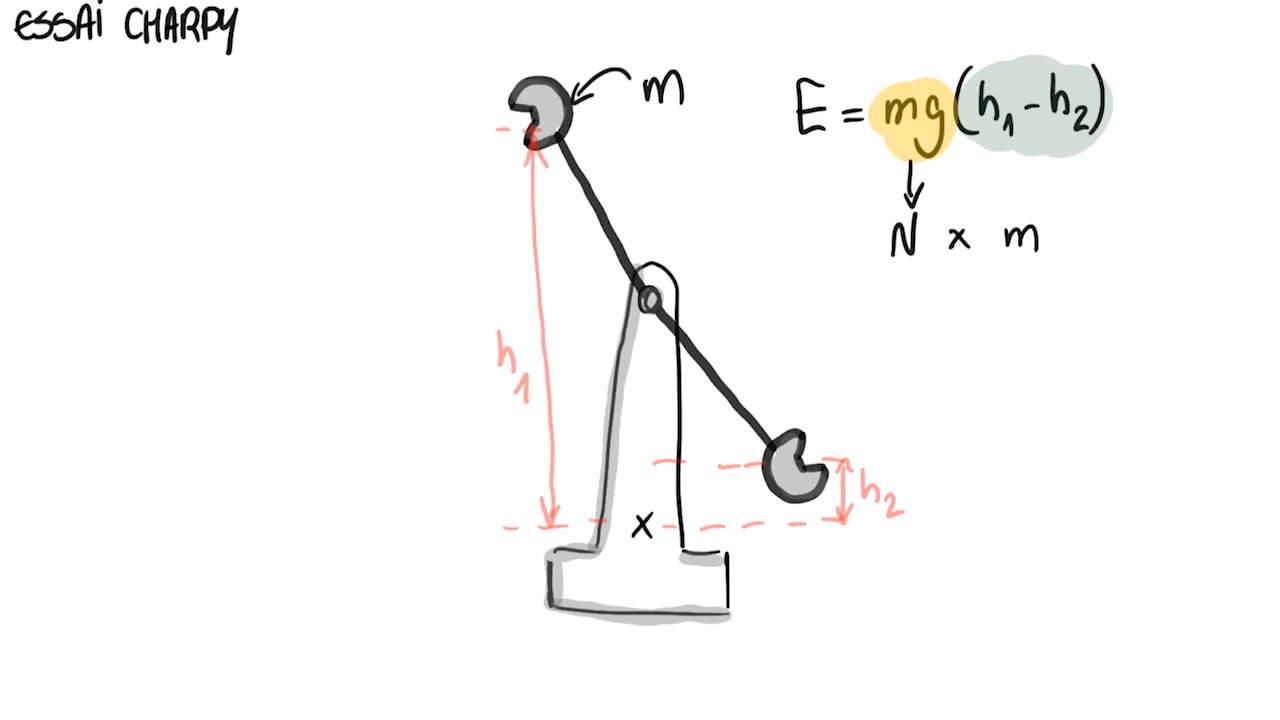 ESSAi CHARPY
m
E = mg(h₁-h₂)
N x m
h₁
h₂
x